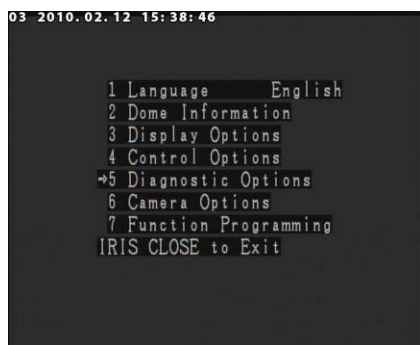 03 2010.02.12 15:38:46
1 Language English
2 Dome Information
3 Display Options
4 Control Options
⇒5 Diagnostic Options
6 Camera Options
7 Function Programming
IRIS CLOSE to Exit